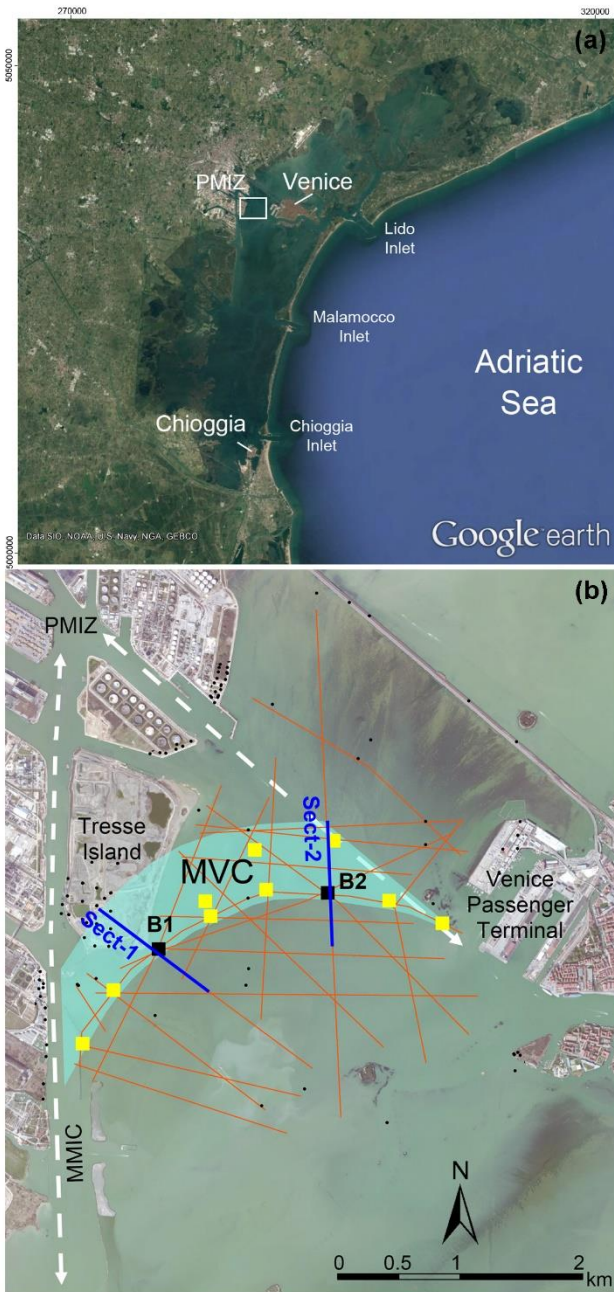 270000
320000
(a)
5050000
PMIZ
Venice
Lido
Inlet
Malamocco
Inlet
Adriatic
Sea
Chioggia
Chioggia
Inlet
5000000
Data SIO, NOAA, U.S. Navy, NGA, GEBCO
Google earth
(b)
PMIZ
Tresse
Island
MVC
Sect-2
B2
Venice
Passenger
Terminal
Sect-1
B1
MMIC
N
0 0.5 1 2
km